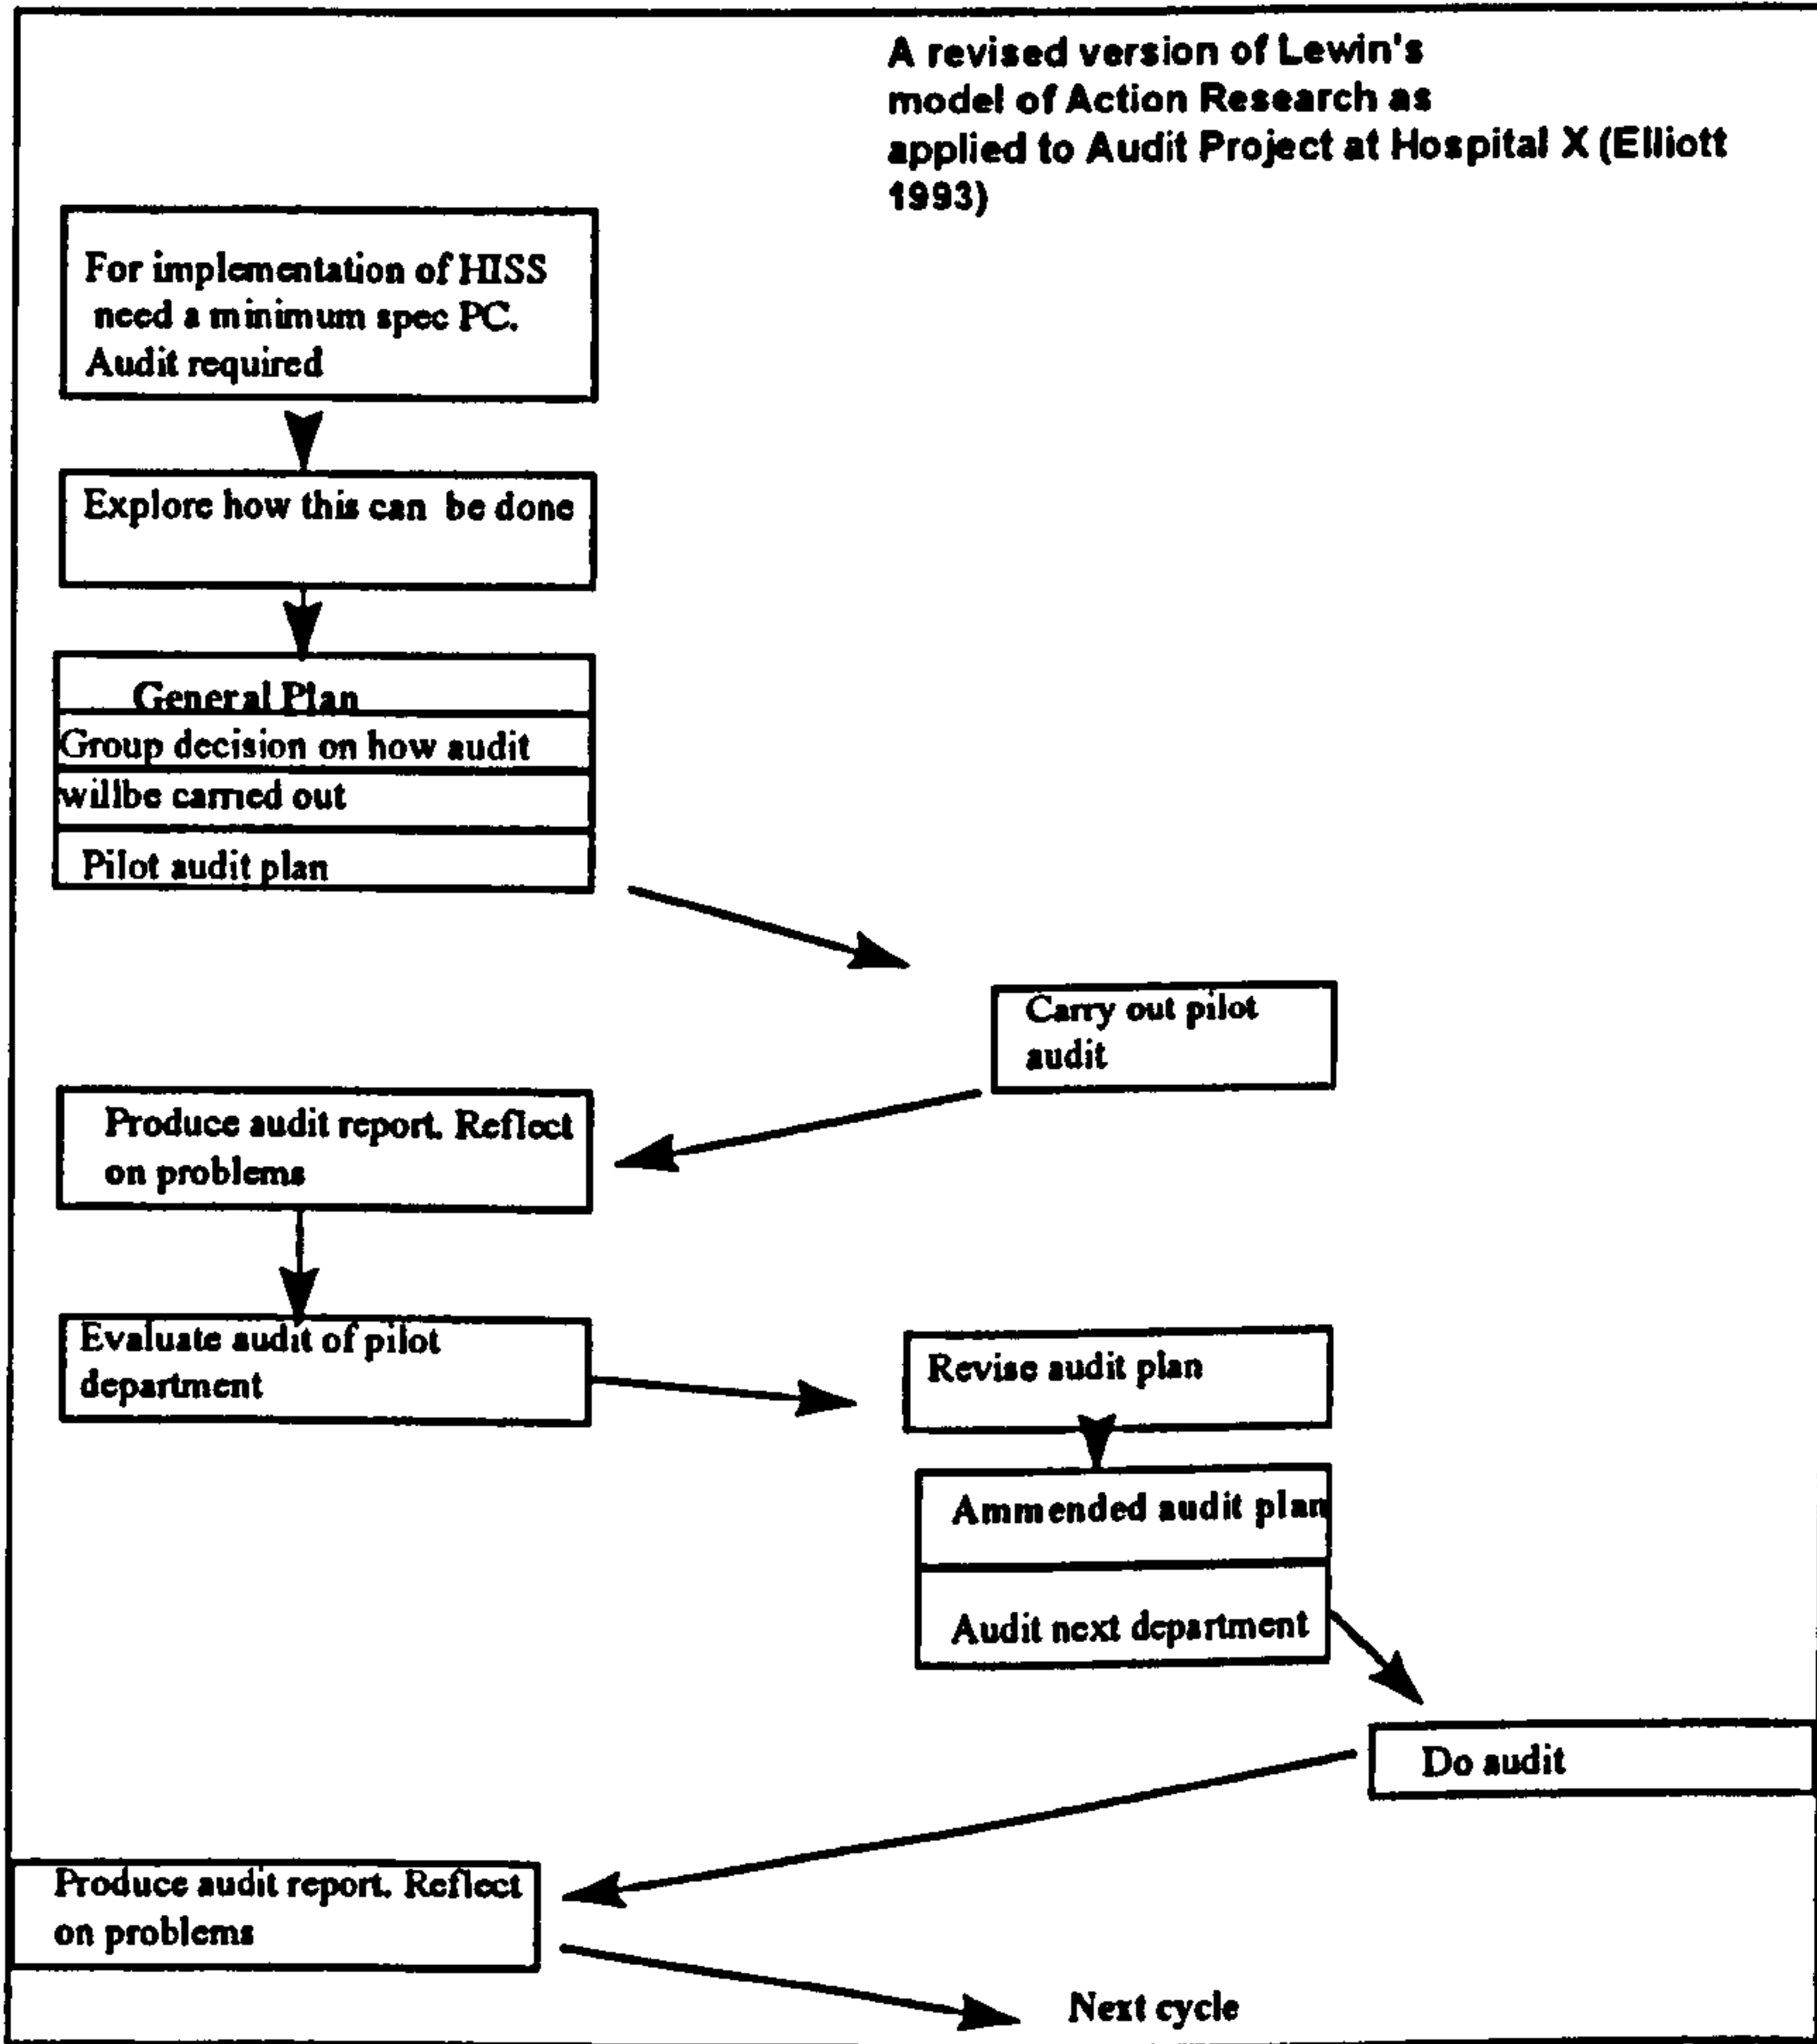 A revised version of Lewin's
model of Action Research as
applied to Audit Project at Hospital X (Elliott
1993)
For implementation of HISS
need a minimum spec PC.
Audit required
Explore how this can be done
General Plan
Group decision on how audit
willbe carried out
Pilot audit plan
Carry out pilot
audit
Produce audit report. Reflect
on problems
Evaluate audit of pilot
department
Revise audit plan
Ammended audit plan
Audit next department
Do audit
Produce audit report. Reflect
on problems
Next cycle